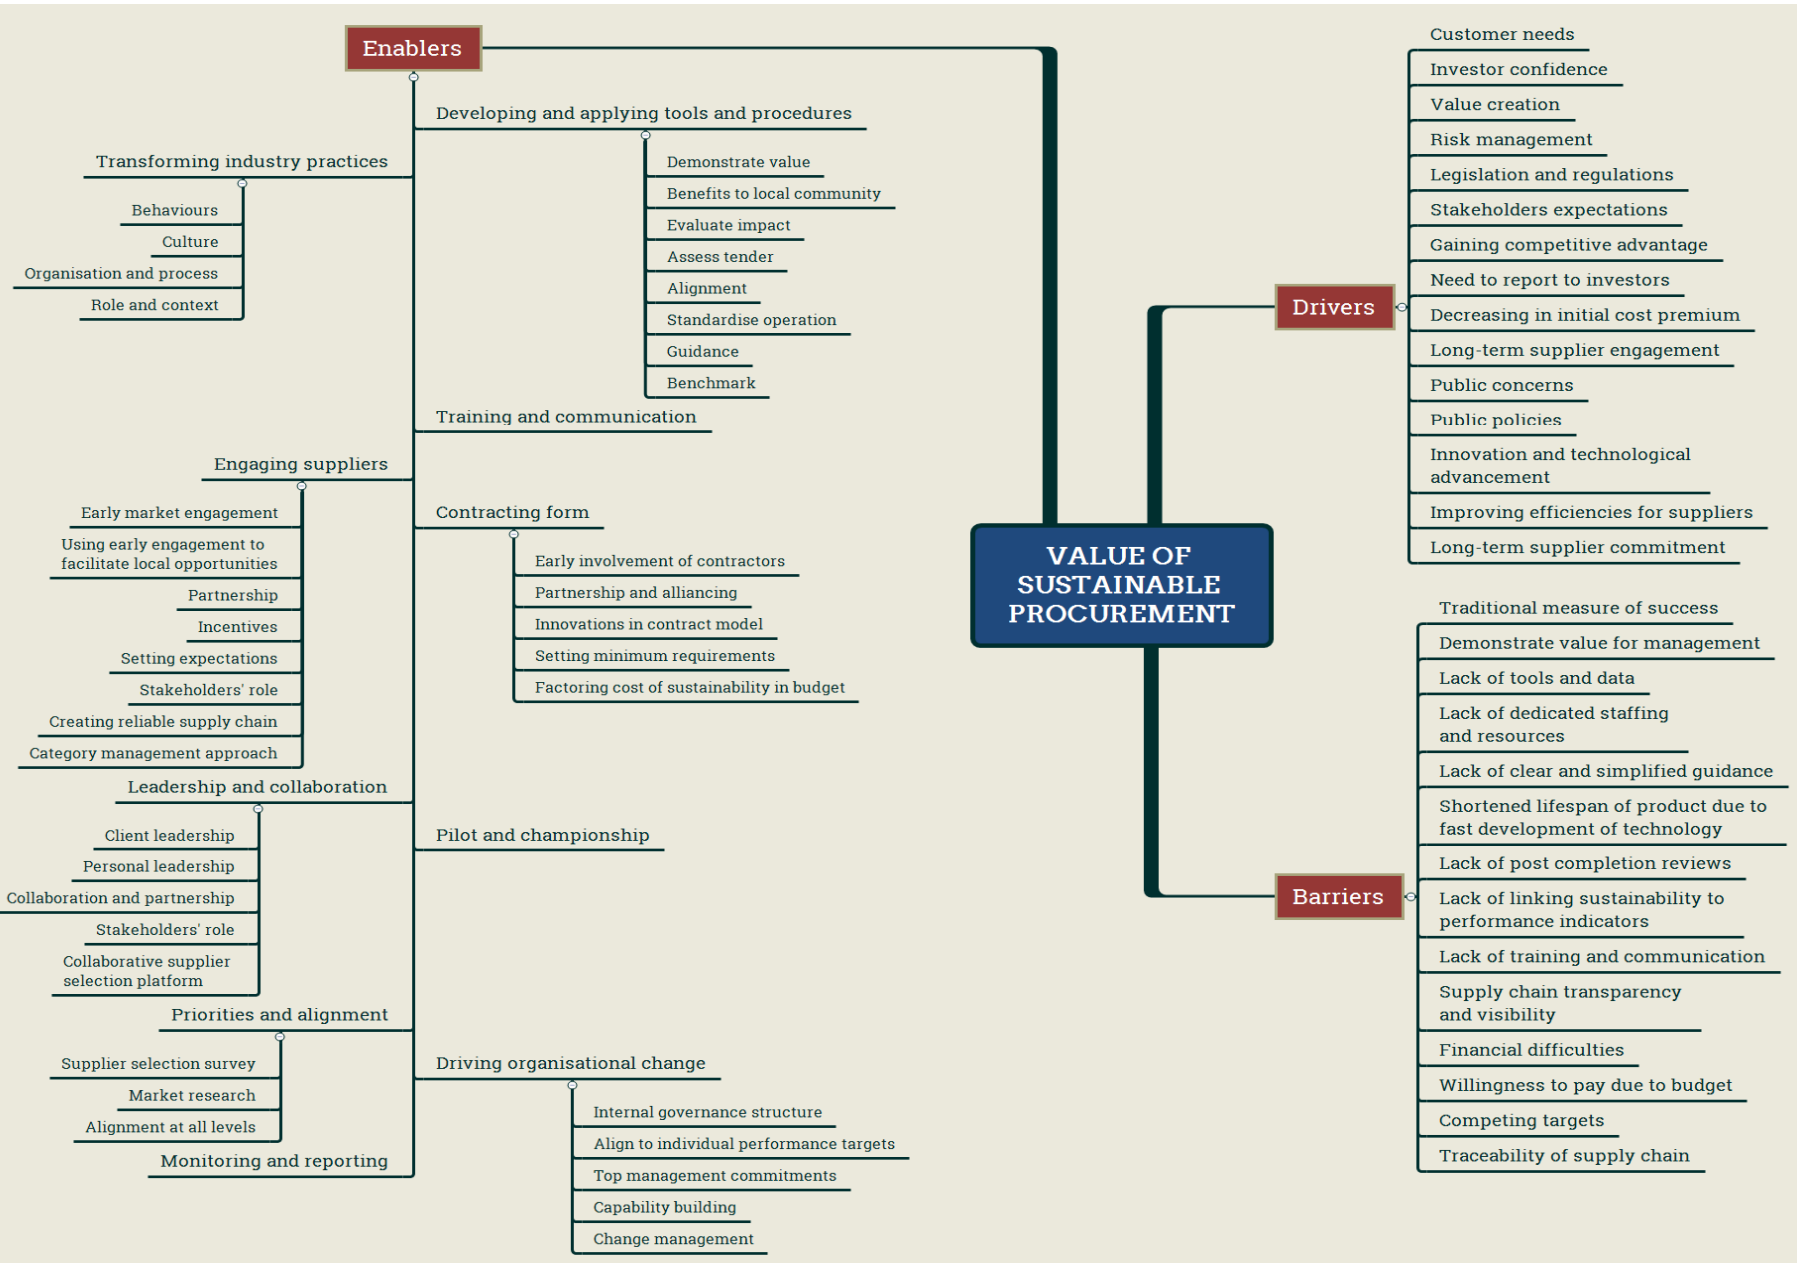 Enablers
Developing and applying tools and procedures
Demonstrate value
Benefits to local community
Evaluate impact
Assess tender
Alignment
Standardise operation
Guidance
Benchmark
Transforming industry practices
Behaviours
Culture
Organisation and process
Role and context
Training and communication
Engaging suppliers
Early market engagement
Using early engagement to
facilitate local opportunities
Partnership
Incentives
Setting expectations
Stakeholders' role
Creating reliable supply chain
Category management approach
Contracting form
Early involvement of contractors
Partnership and alliancing
Innovations in contract model
Setting minimum requirements
Factoring cost of sustainability in budget
Leadership and collaboration
Client leadership
Personal leadership
Collaboration and partnership
Stakeholders' role
Collaborative supplier
selection platform
Pilot and championship
Priorities and alignment
Supplier selection survey
Market research
Alignment at all levels
Driving organisational change
Internal governance structure
Align to individual performance targets
Top management commitments
Capability building
Change management
Monitoring and reporting
VALUE OF
SUSTAINABLE
PROCUREMENT
Drivers
Customer needs
Investor confidence
Value creation
Risk management
Legislation and regulations
Stakeholders expectations
Gaining competitive advantage
Need to report to investors
Decreasing in initial cost premium
Long-term supplier engagement
Public concerns
Public policies
Innovation and technological
advancement
Improving efficiencies for suppliers
Long-term supplier commitment
Barriers
Traditional measure of success
Demonstrate value for management
Lack of tools and data
Lack of dedicated staffing
and resources
Lack of clear and simplified guidance
Shortened lifespan of product due to
fast development of technology
Lack of post completion reviews
Lack of linking sustainability to
performance indicators
Lack of training and communication
Supply chain transparency
and visibility
Financial difficulties
Willingness to pay due to budget
Competing targets
Traceability of supply chain